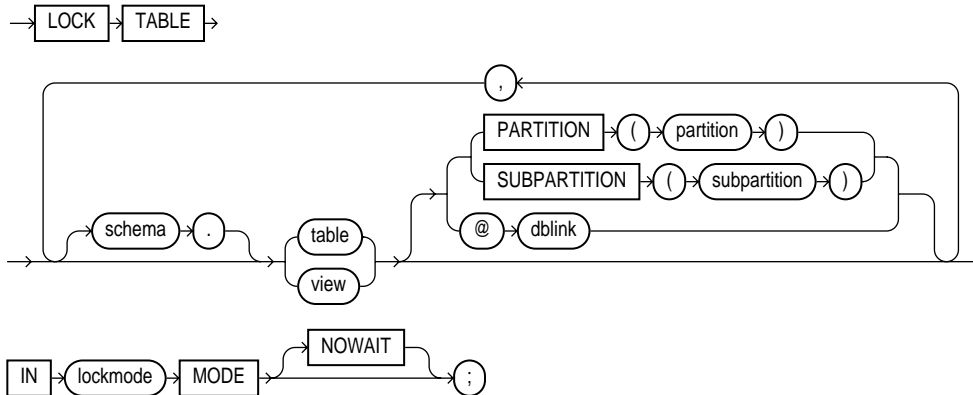 LOCK TABLE
,
PARTITION ( partition )
SUBPARTITION ( subpartition )
schema . table @ dblink
view
IN lockmode MODE NOWAIT ;